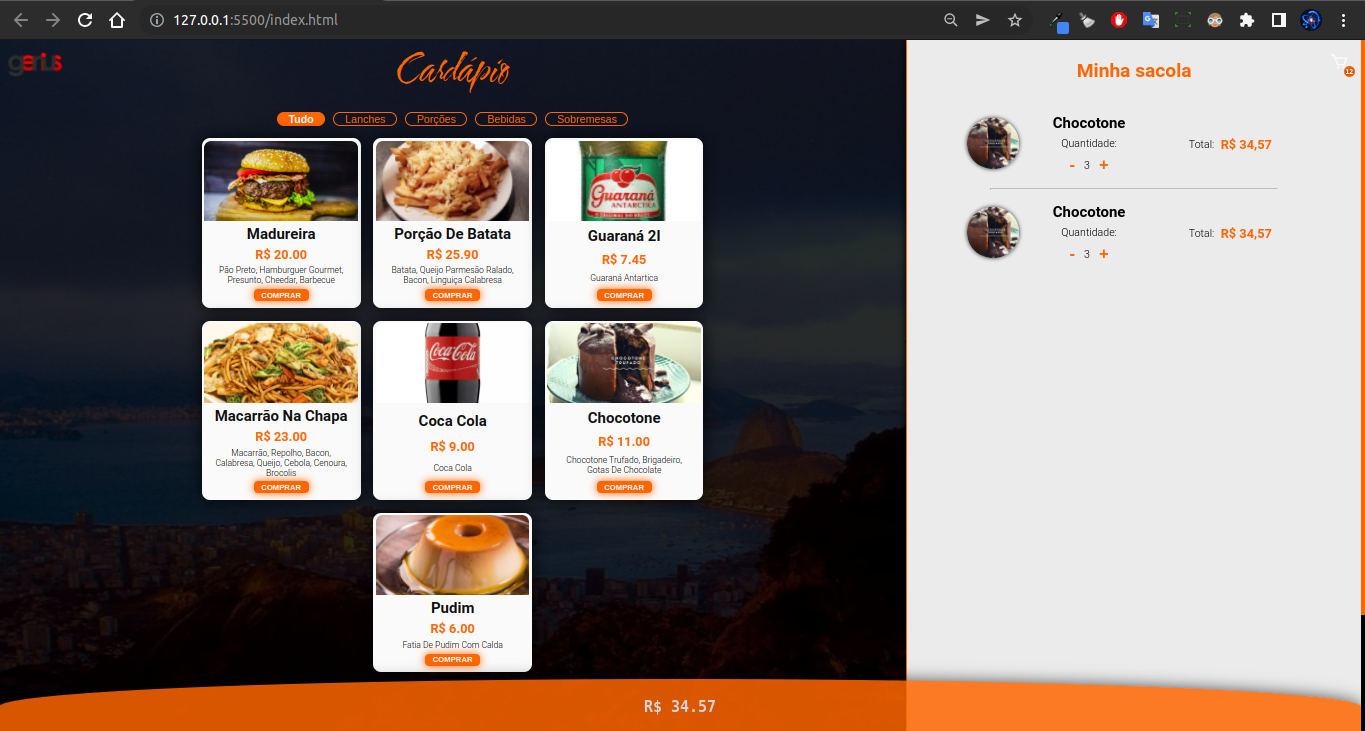 127.0.0.1:5500/index.html
genius
Cardápio
Tudo
Lanches
Porções
Bebidas
Sobremesas
Guaraná
ANTARCTICA
Madureira
R$ 20.00
Pão Preto, Hamburguer Gourmet,
Presunto, Cheedar, Barbecue
COMPRAR
Porção De Batata
R$ 25.90
Batata, Queijo Parmesão Ralado,
Bacon, Linguiça Calabresa
COMPRAR
Guaraná 2l
R$ 7.45
Guaraná Antartica
COMPRAR
Coca-Cola
CHOCOTONE
TRUFADO
Macarrão Na Chapa
R$ 23.00
Macarrão, Repolho, Bacon,
Calabresa, Queijo, Cebola, Cenoura,
Brocolis
COMPRAR
Coca Cola
R$ 9.00
Coca Cola
COMPRAR
Chocotone
R$ 11.00
Chocotone Trufado, Brigadeiro,
Gotas De Chocolate
COMPRAR
Pudim
R$ 6.00
Fatia De Pudim Com Calda
COMPRAR
Minha sacola
12
Chocotone
Quantidade:
- 3 +
Total: R$ 34,57
Chocotone
Quantidade:
- 3 +
Total: R$ 34,57
R$ 34.57